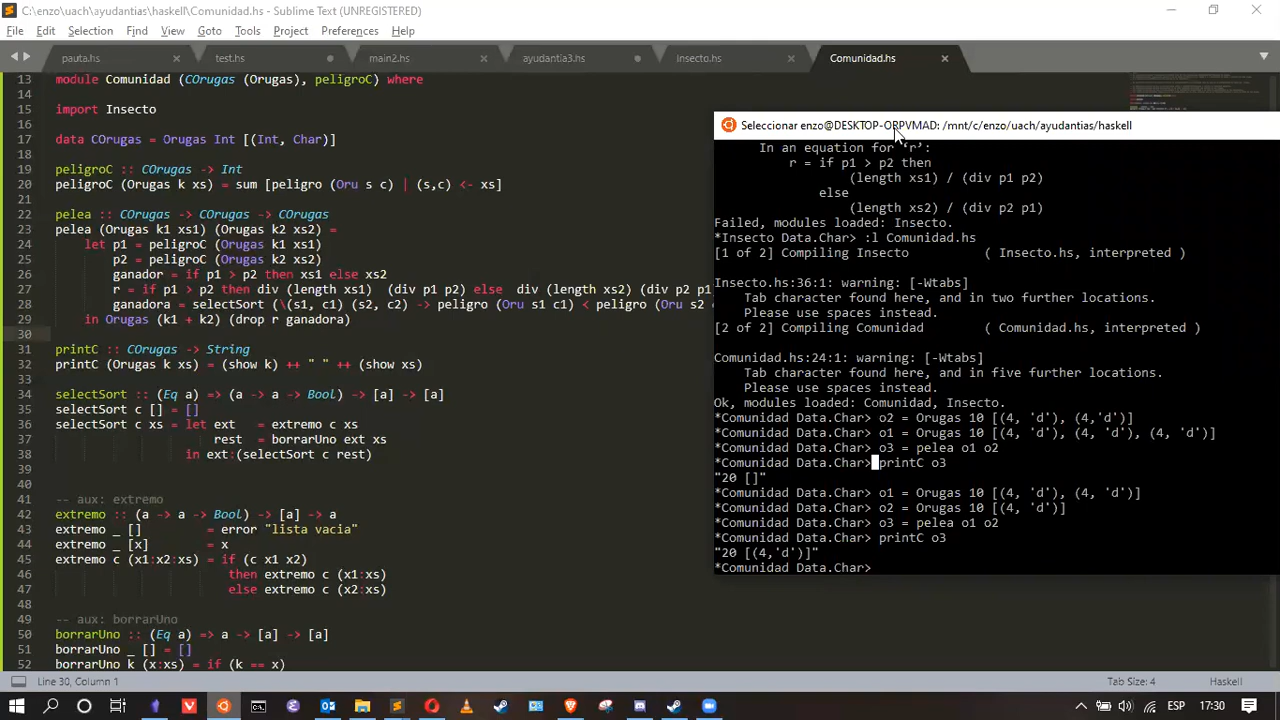 C:\enzo\uach\ayudantias\haskell\Comunidad.hs - Sublime Text (UNREGISTERED)
File Edit Selection Find View Goto Tools Project Preferences Help
pauta.hs test.hs main2.hs ayudantia3.hs Insecto.hs Comunidad.hs
13 module Comunidad (COrugas (Orugas), peligroC) where
14
15 import Insecto
16
17 data COrugas = Orugas Int [(Int, Char)]
18
19 peligroC :: COrugas -> Int
20 peligroC (Orugas k xs) = sum [peligro (Oru s c) | (s,c) <- xs]
21
22 pelea :: COrugas -> COrugas -> COrugas
23 pelea (Orugas k1 xs1) (Orugas k2 xs2) =
24 let p1 = peligroC (Orugas k1 xs1)
25 p2 = peligroC (Orugas k2 xs2)
26 ganador = if p1 > p2 then xs1 else xs2
27 r = if p1 > p2 then div (length xs1) (div p1 p2) else div (length xs2) (div p2 p1)
28 ganadora = selectSort (\(s1, c1) (s2, c2) -> peligro (Oru s1 c1) < peligro (Oru s2 c
29 in Orugas (k1 + k2) (drop r ganadora)
30
31 printC :: COrugas -> String
32 printC (Orugas k xs) = (show k) ++ " " ++ (show xs)
33
34 selectSort :: (Eq a) => (a -> a -> Bool) -> [a] -> [a]
35 selectSort c [] = []
36 selectSort c xs = let ext = extremo c xs
37 rest = borrarUno ext xs
38 in ext:(selectSort c rest)
39
40
41 -- aux: extremo
42 extremo :: (a -> a -> Bool) -> [a] -> a
43 extremo _ [] = error "lista vacia"
44 extremo _ [x] = x
45 extremo c (x1:x2:xs) = if (c x1 x2)
46 then extremo c (x1:xs)
47 else extremo c (x2:xs)
48
49 -- aux: borrarUno
50 borrarUno :: (Eq a) => a -> [a] -> [a]
51 borrarUno _ [] = []
52 borrarUno k (x:xs) = if (k == x)
Seleccionar enzo@DESKTOP-ORPVMAD: /mnt/c/enzo/uach/ayudantias/haskell
In an equation for ‘r’:
r = if p1 > p2 then
(length xs1) / (div p1 p2)
else
(length xs2) / (div p2 p1)
Failed, modules loaded: Insecto.
*Insecto Data.Char> :l Comunidad.hs
[1 of 2] Compiling Insecto ( Insecto.hs, interpreted )
Insecto.hs:36:1: warning: [-Wtabs]
Tab character found here, and in two further locations.
Please use spaces instead.
[2 of 2] Compiling Comunidad ( Comunidad.hs, interpreted )
Comunidad.hs:24:1: warning: [-Wtabs]
Tab character found here, and in five further locations.
Please use spaces instead.
Ok, modules loaded: Comunidad, Insecto.
*Comunidad Data.Char> o2 = Orugas 10 [(4, 'd'), (4,'d')]
*Comunidad Data.Char> o1 = Orugas 10 [(4, 'd'), (4, 'd'), (4, 'd')]
*Comunidad Data.Char> o3 = pelea o1 o2
*Comunidad Data.Char> printC o3
"20 []"
*Comunidad Data.Char> o1 = Orugas 10 [(4, 'd'), (4, 'd')]
*Comunidad Data.Char> o2 = Orugas 10 [(4, 'd')]
*Comunidad Data.Char> o3 = pelea o1 o2
*Comunidad Data.Char> printC o3
"20 [(4,'d')]"
*Comunidad Data.Char>
Line 30, Column 1 Tab Size: 4 Haskell
ESP 17:30